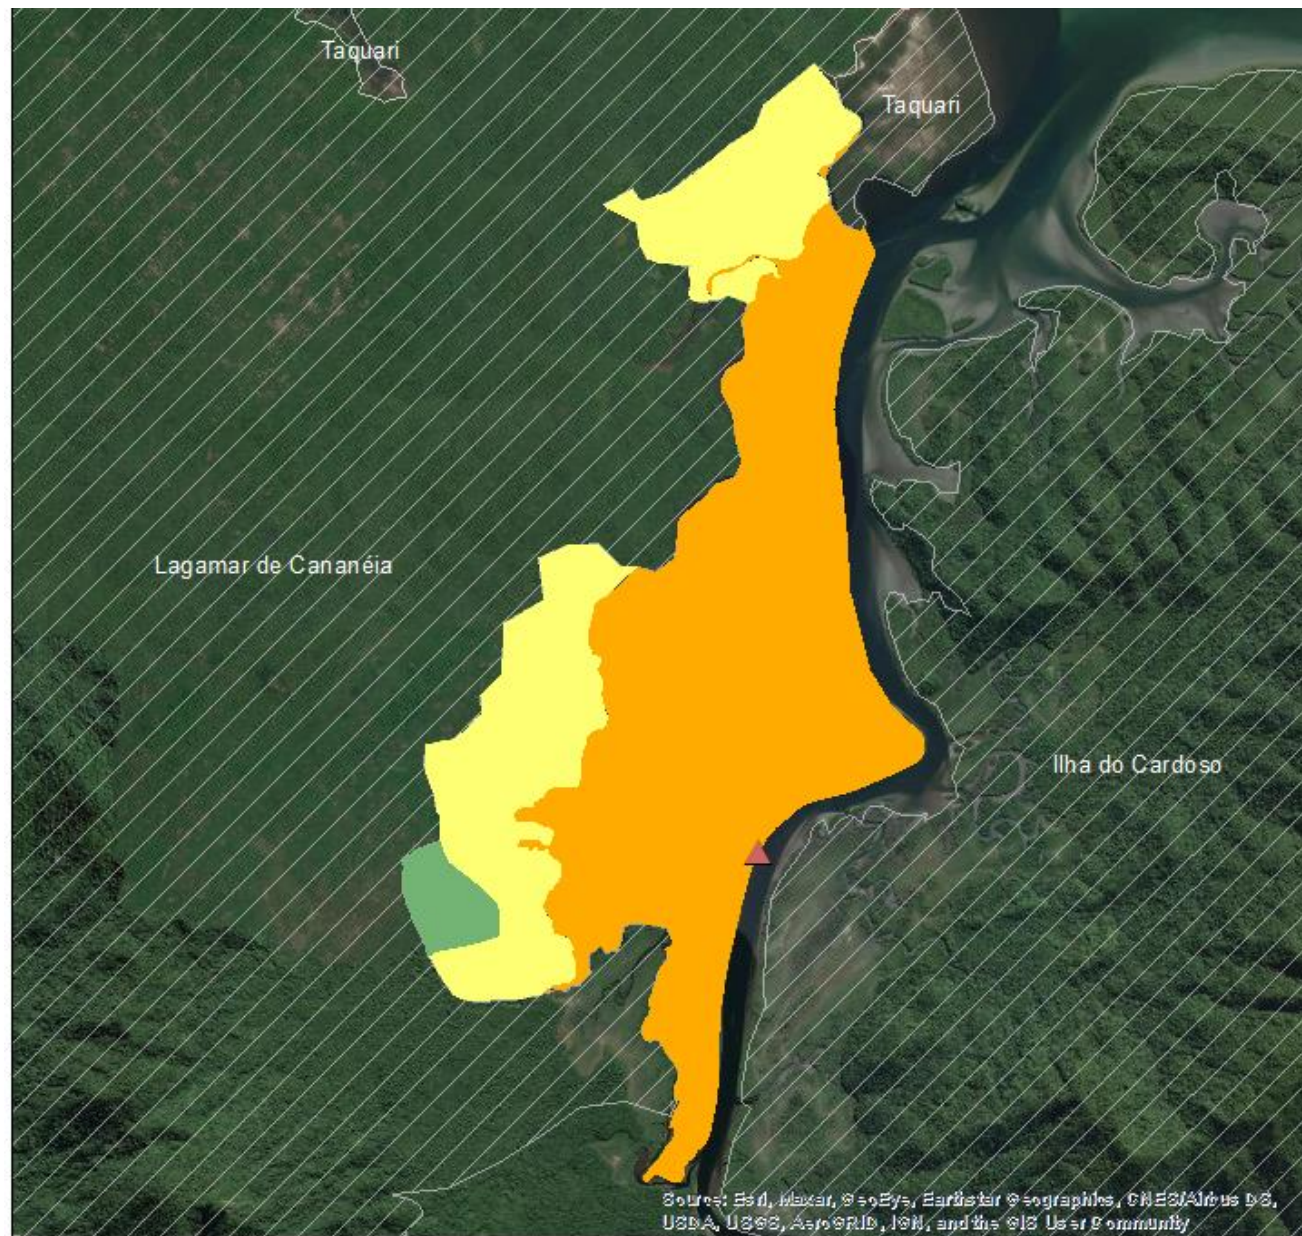 Taquari
Taquari
Lagamar de Cananéia
Ilha do Cardoso
Source: Esri, Maxar, GeoEye, Earthstar Geographics, CNES/Airbus DS,
USDA, USGS, AeroGRID, IGN, and the GIS User Community